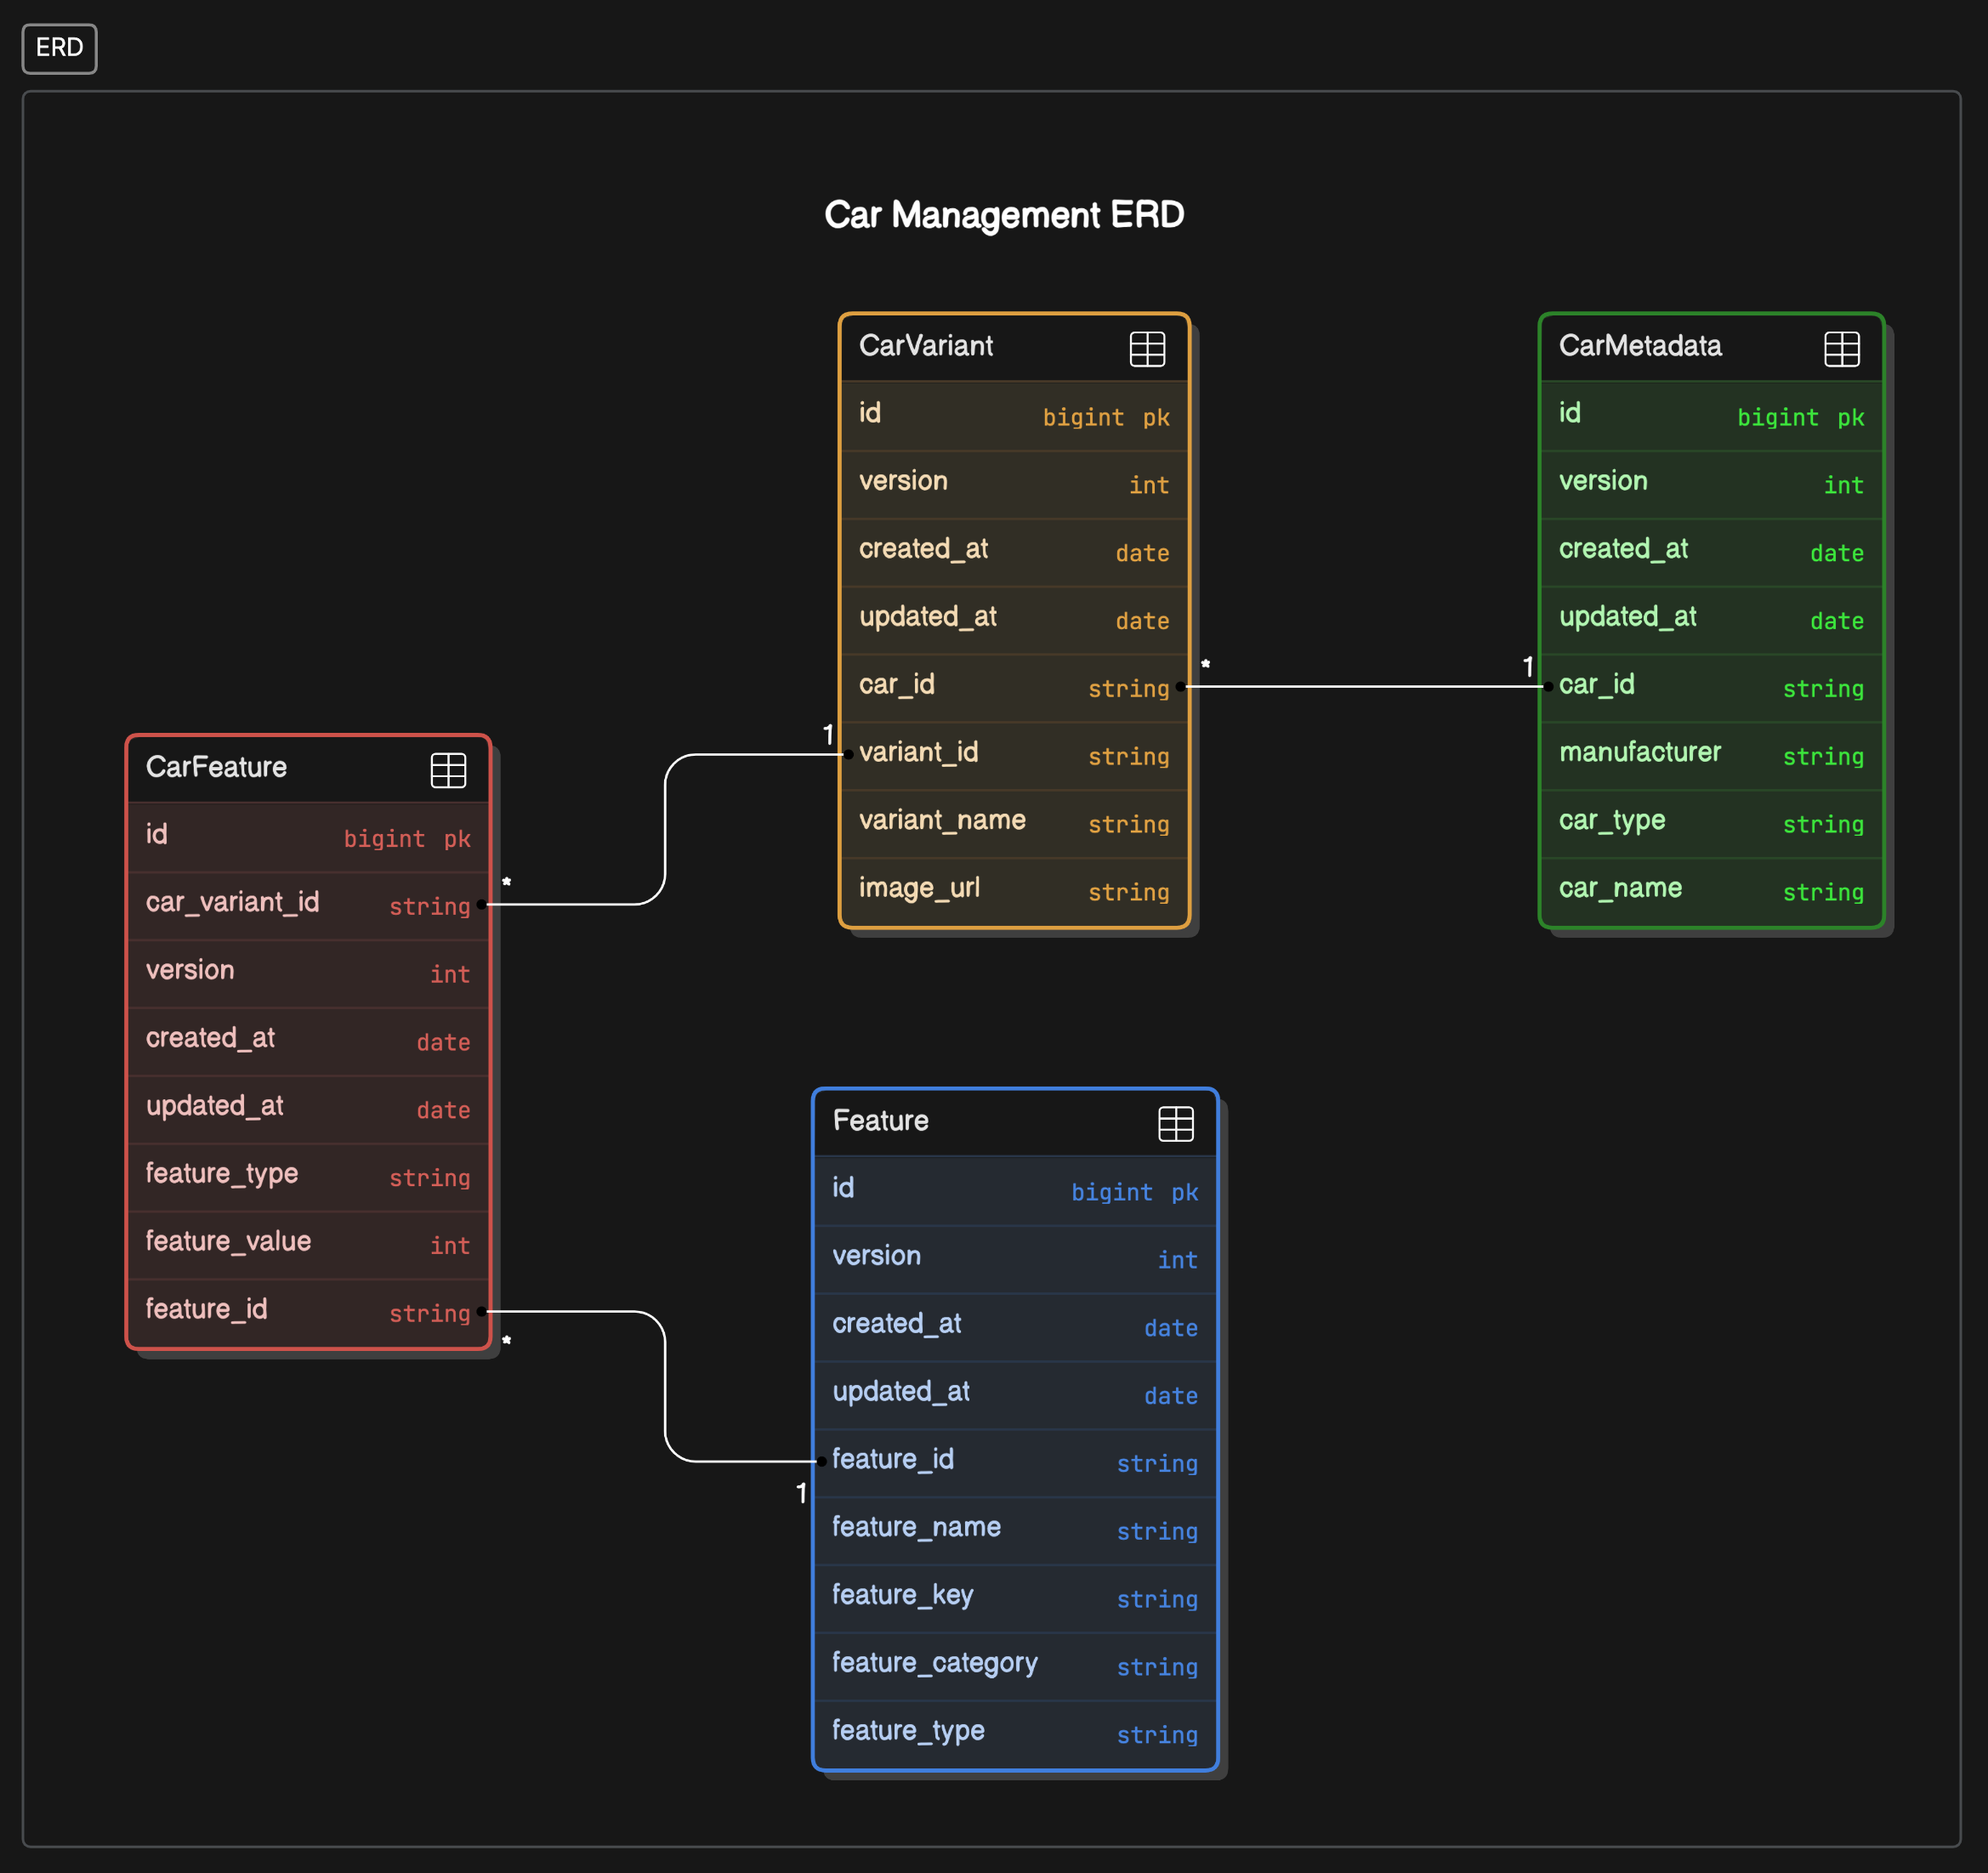 ERD
Car Management ERD
CarVariant
id bigint pk
version int
created_at date
updated_at date
car_id string
variant_id string
variant_name string
image_url string
* 1
1
CarMetadata
id bigint pk
version int
created_at date
updated_at date
car_id string
manufacturer string
car_type string
car_name string
CarFeature
id bigint pk
car_variant_id string
version int
created_at date
updated_at date
feature_type string
feature_value int
feature_id string
*
*
1
Feature
id bigint pk
version int
created_at date
updated_at date
feature_id string
feature_name string
feature_key string
feature_category string
feature_type string